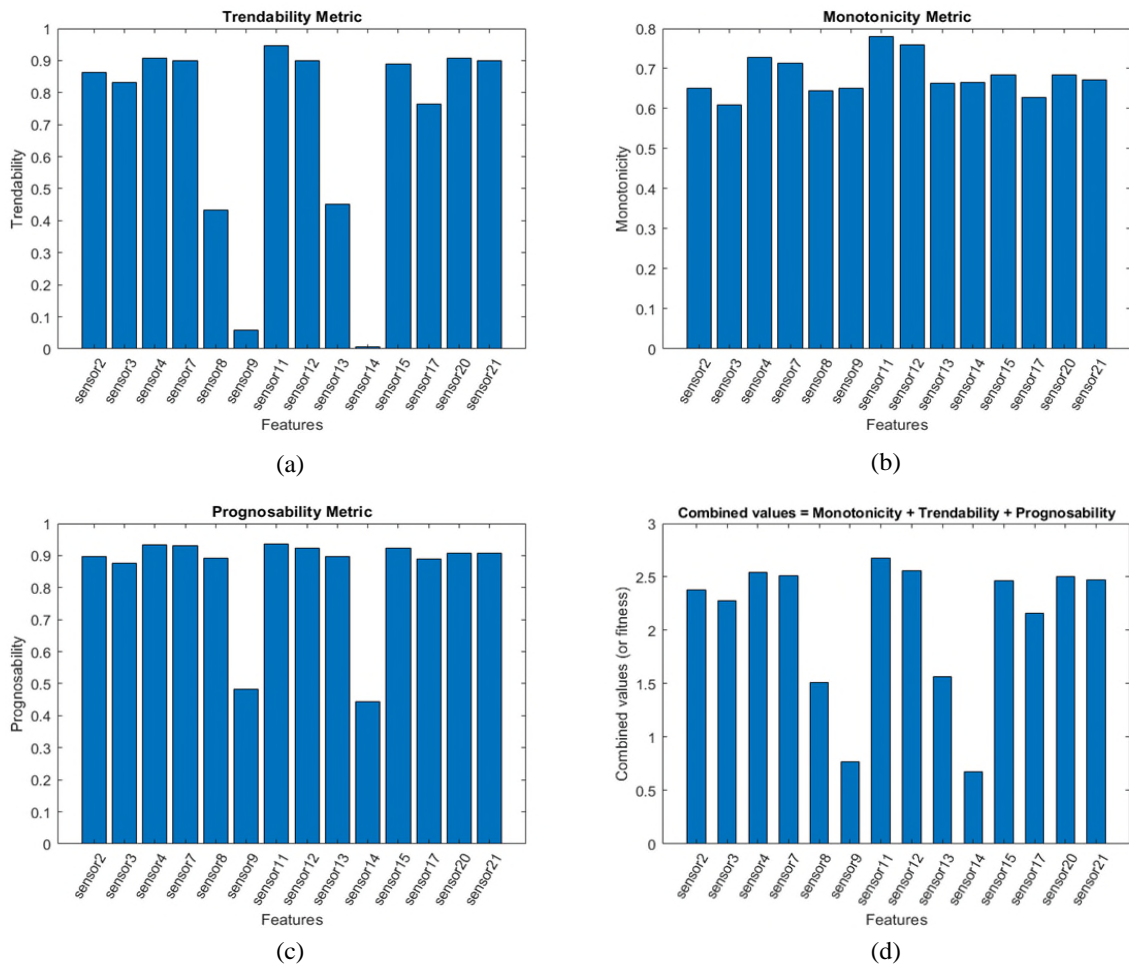 Trendability Metric
1
0.9
0.8
0.7
0.6
0.5
0.4
0.3
0.2
0.1
0
Trendability
sensor2
sensor3
sensor4
sensor7
sensor8
sensor9
sensor11
sensor12
sensor13
sensor14
sensor15
sensor17
sensor20
sensor21
Features
(a)
Monotonicity Metric
0.8
0.7
0.6
0.5
0.4
0.3
0.2
0.1
0
Monotonicity
sensor2
sensor3
sensor4
sensor7
sensor8
sensor9
sensor11
sensor12
sensor13
sensor14
sensor15
sensor17
sensor20
sensor21
Features
(b)
Prognosability Metric
1
0.9
0.8
0.7
0.6
0.5
0.4
0.3
0.2
0.1
0
Prognosability
sensor2
sensor3
sensor4
sensor7
sensor8
sensor9
sensor11
sensor12
sensor13
sensor14
sensor15
sensor17
sensor20
sensor21
Features
(c)
Combined values = Monotonicity + Trendability + Prognosability
3
2.5
2
1.5
1
0.5
0
Combined values (or fitness)
sensor2
sensor3
sensor4
sensor7
sensor8
sensor9
sensor11
sensor12
sensor13
sensor14
sensor15
sensor17
sensor20
sensor21
Features
(d)